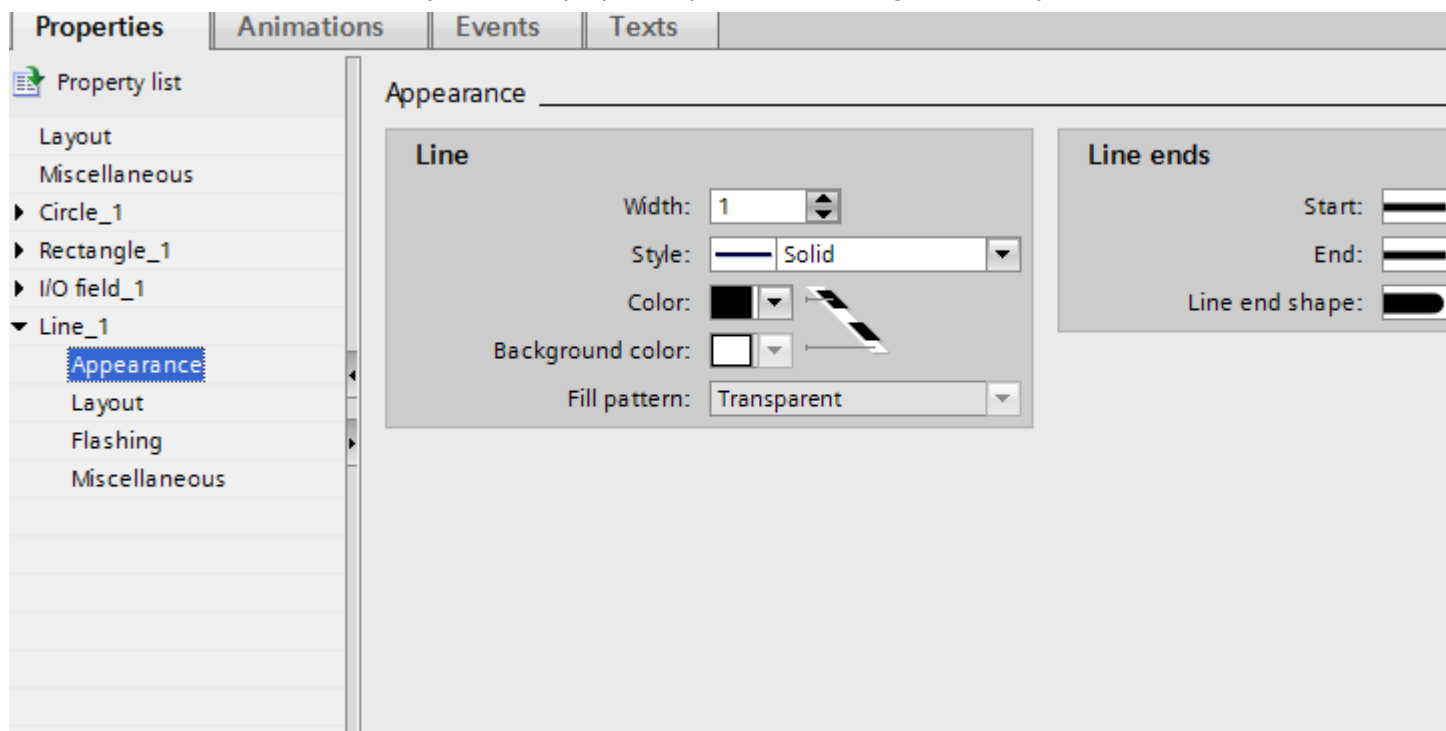 Properties Animations Events Texts
Property list
Layout
Miscellaneous
Circle_1
Rectangle_1
I/O field_1
Line_1
Appearance
Layout
Flashing
Miscellaneous
Appearance
Line
Width: 1
Style: Solid
Color:
Background color:
Fill pattern: Transparent
Line ends
Start:
End:
Line end shape: